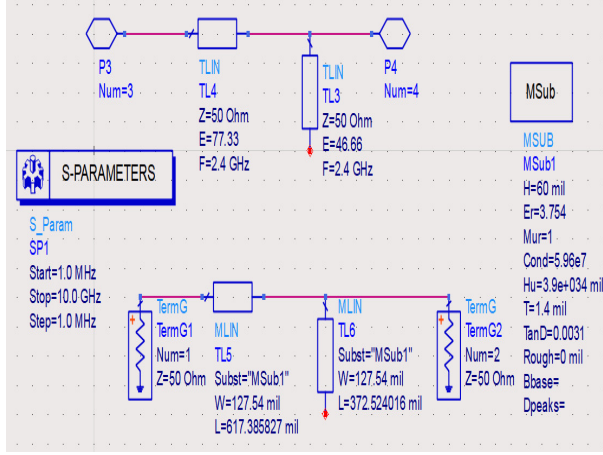 P3
Num=3
TLIN
TL4
Z=50 Ohm
E=77.33
F=2.4 GHz
TLIN
TL3
Z=50 Ohm
E=46.66
F=2.4 GHz
P4
Num=4
MSub
MSUB
MSub1
H=60 mil
Er=3.754
Mur=1
Cond=5.96e7
Hu=3.9e+034 mil
T=1.4 mil
TanD=0.0031
Rough=0 mil
Bbase=
Dpeaks=
S-PARAMETERS
S_Param
SP1
Start=1.0 MHz
Stop=10.0 GHz
Step=1.0 MHz
+
TermG
TermG1
Num=1
Z=50 Ohm
MLIN
TL5
Subst="MSub1"
W=127.54 mil
L=617.385827 mil
MLIN
TL6
Subst="MSub1"
W=127.54 mil
L=372.524016 mil
+
TermG
TermG2
Num=2
Z=50 Ohm